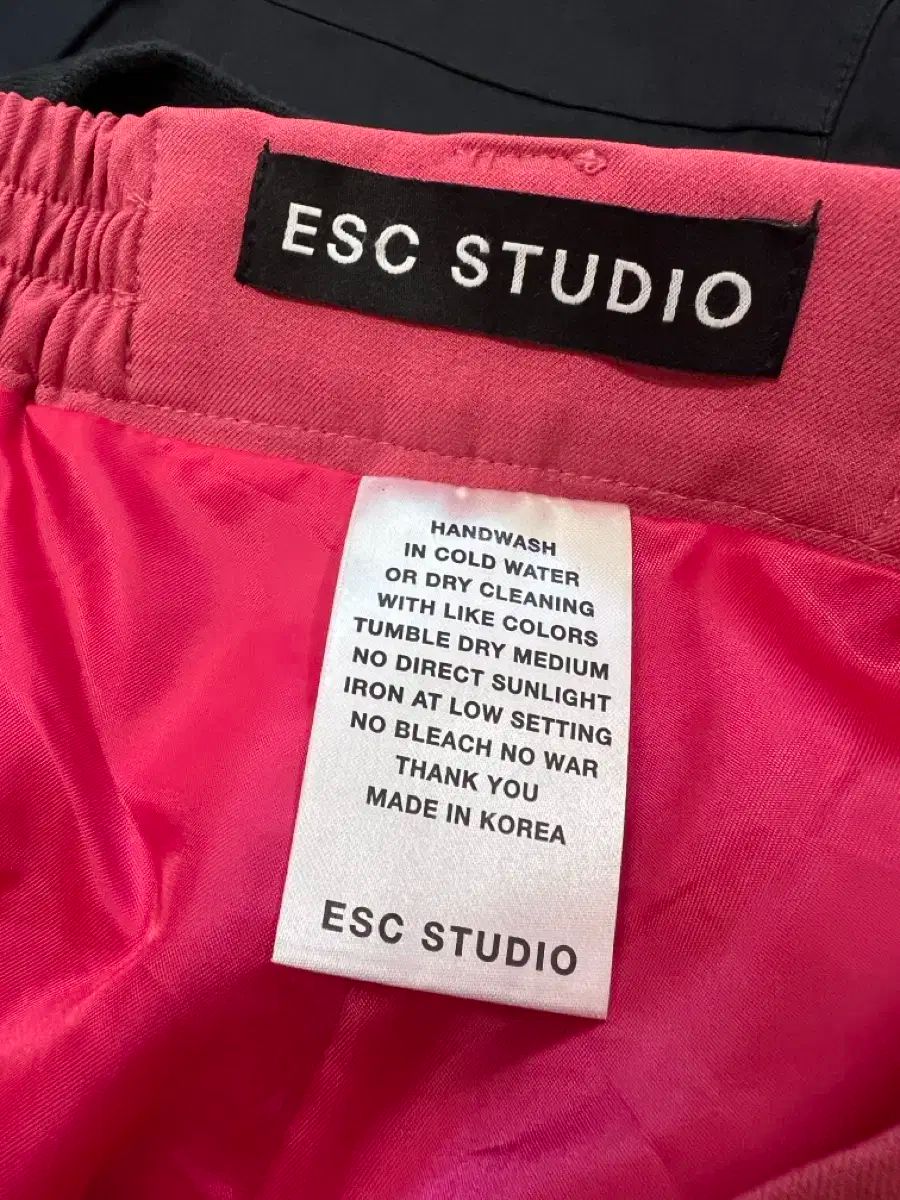 ESC STUDIO
HANDWASH
IN COLD WATER
OR DRY CLEANING
WITH LIKE COLORS
TUMBLE DRY MEDIUM
NO DIRECT SUNLIGHT
IRON AT LOW SETTING
NO BLEACH NO WAR
THANK YOU
MADE IN KOREA
ESC STUDIO